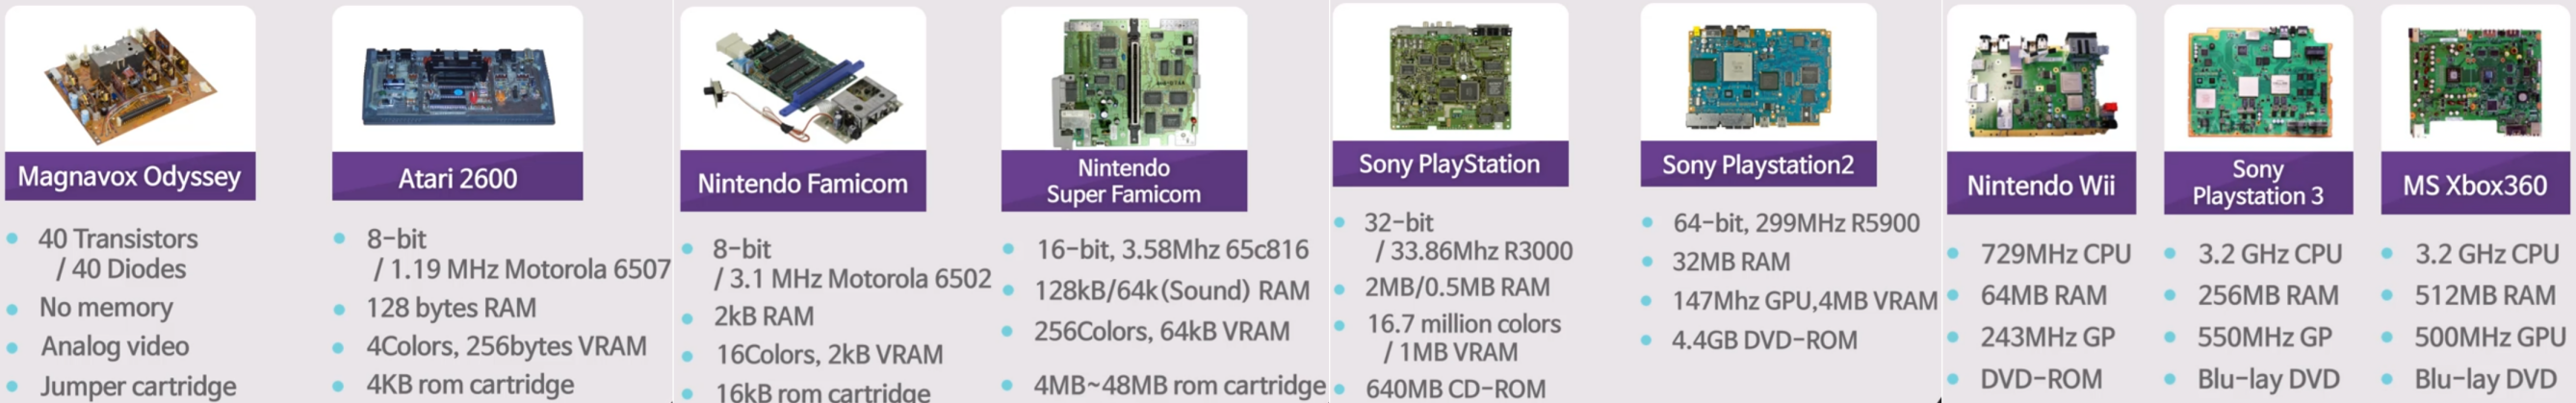 Magnavox Odyssey
40 Transistors
/ 40 Diodes
No memory
Analog video
Jumper cartridge
Atari 2600
8-bit
/ 1.19 MHz Motorola 6507
128 bytes RAM
4Colors, 256bytes VRAM
4KB rom cartridge
Nintendo Famicom
8-bit
/ 3.1 MHz Motorola 6502
2kB RAM
16Colors, 2kB VRAM
16kB rom cartridge
Nintendo
Super Famicom
16-bit, 3.58Mhz 65c816
128kB/64k(Sound) RAM
256Colors, 64kB VRAM
4MB~48MB rom cartridge
Sony PlayStation
32-bit
/ 33.86Mhz R3000
2MB/0.5MB RAM
16.7 million colors
/ 1MB VRAM
640MB CD-ROM
Sony Playstation2
64-bit, 299MHz R5900
32MB RAM
147Mhz GPU,4MB VRAM
4.4GB DVD-ROM
Nintendo Wii
729MHz CPU
64MB RAM
243MHz GP
DVD-ROM
Sony
Playstation 3
3.2 GHz CPU
256MB RAM
550MHz GP
Blu-lay DVD
MS Xbox360
3.2 GHz CPU
512MB RAM
500MHz GPU
Blu-lay DVD